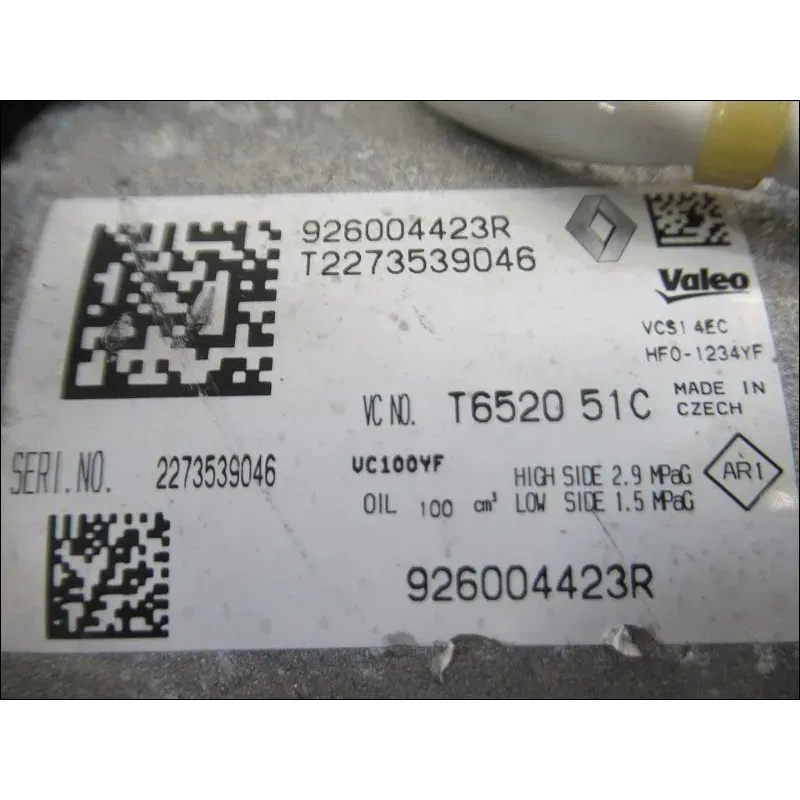 926004423R
T2273539046
Valeo
VCS14EC
HFO-1234YF
VC NO. T6520 51C
MADE IN
CZECH
SERI.NO. 2273539046
VC100YF
HIGH SIDE 2.9 MPaG
OIL 100 cm³ LOW SIDE 1.5 MPaG
AR1
926004423R